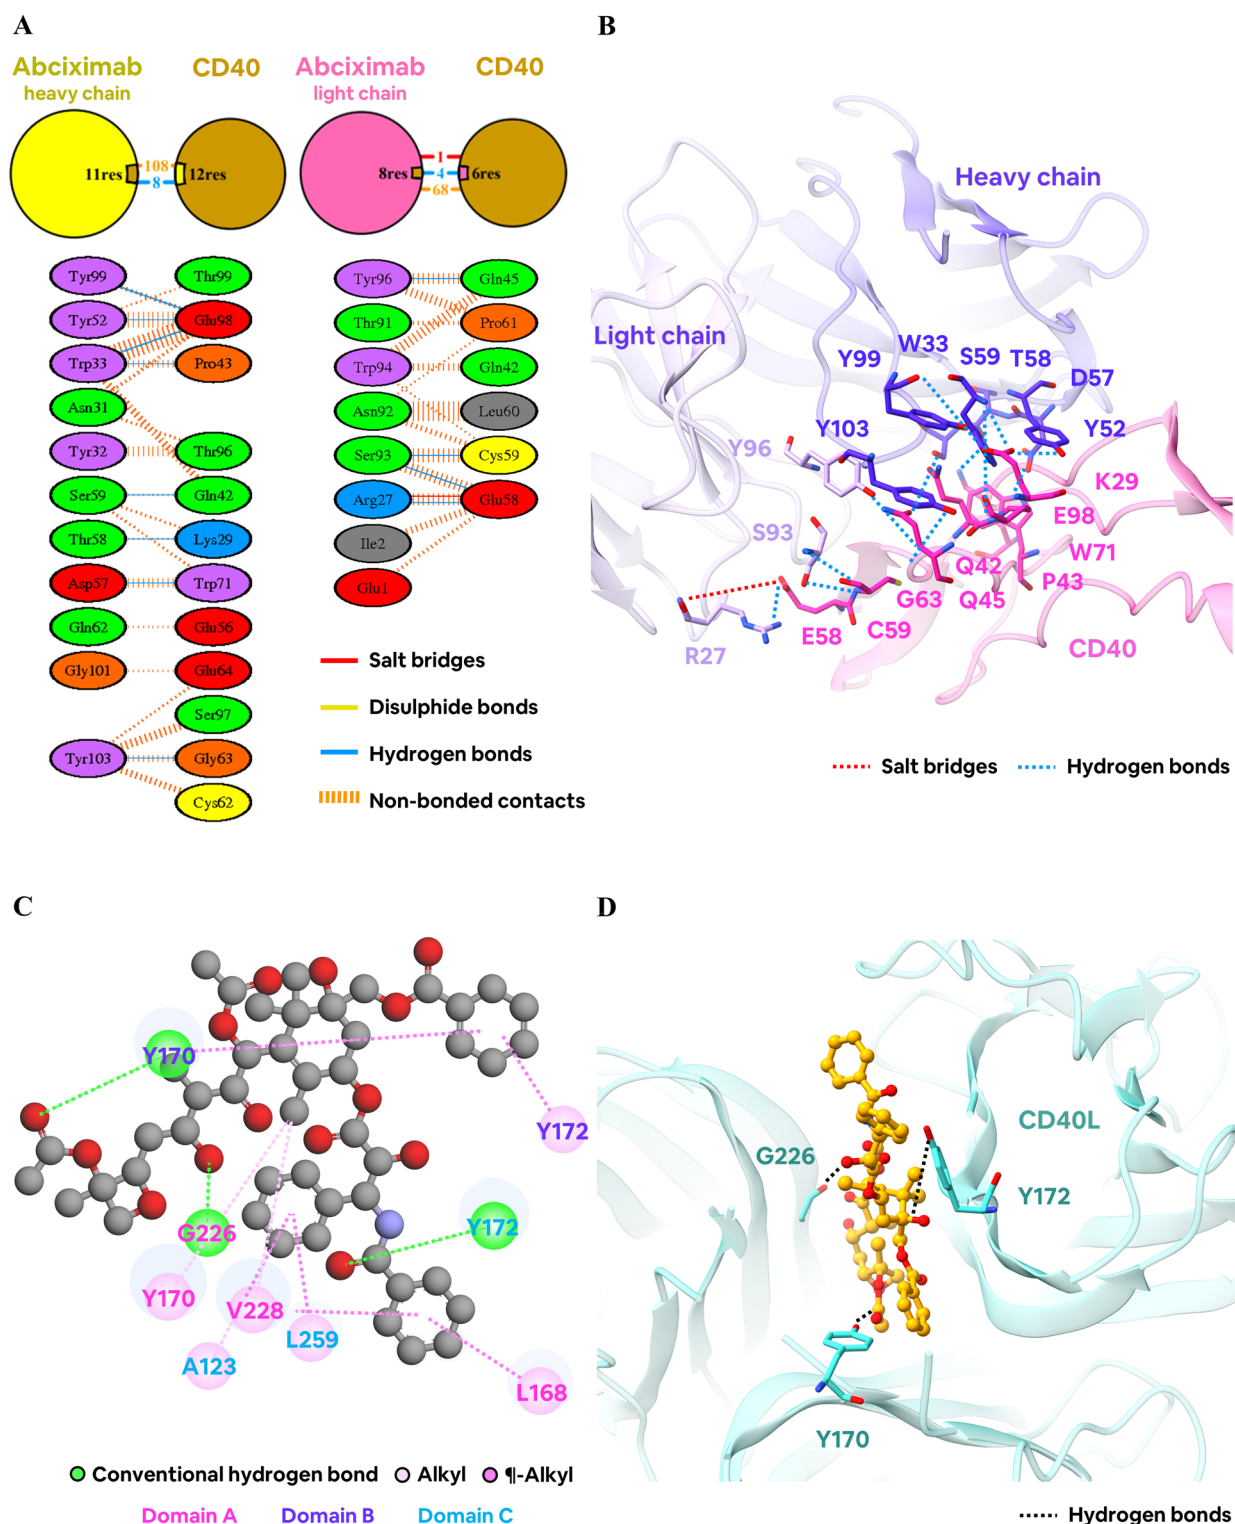 A
B
Abciximab CD40 Abciximab CD40
heavy chain light chain
11res 108 12res
8
8res 1 6res
4
68
Tyr99 Thr99
Tyr52 Glu98
Trp33 Pro43
Asn31
Tyr32 Thr96
Ser59 Gln42
Thr58 Lys29
Asp57 Trp71
Gln62 Glu56
Gly101 Glu64
Ser97
Tyr103 Gly63
Cys62
Tyr96 Gln45
Thr91 Pro61
Trp94 Gln42
Asn92 Leu60
Ser93 Cys59
Arg27 Glu58
Ile2
Glu1
Salt bridges
Disulphide bonds
Hydrogen bonds
Non-bonded contacts
Heavy chain
Light chain
Y99 W33 S59 T58 D57
Y103 Y52
Y96
K29
S93 E98
Q42 W71
G63 Q45 P43
E58 C59
R27 CD40
Salt bridges Hydrogen bonds
C
D
Y170
Y172
G226 Y172
Y170 V228
L259
A123
L168
Conventional hydrogen bond Alkyl ¶-Alkyl
Domain A Domain B Domain C
CD40L
G226
Y172
Y170
Hydrogen bonds